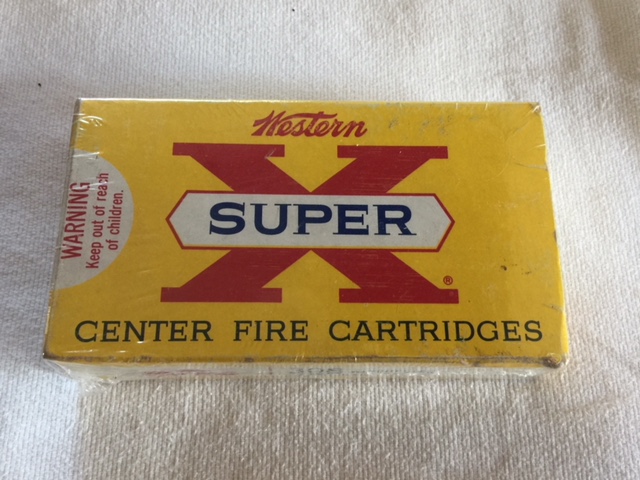 Western
X
SUPER
®
CENTER FIRE CARTRIDGES
WARNING
Keep out of reach
of children.